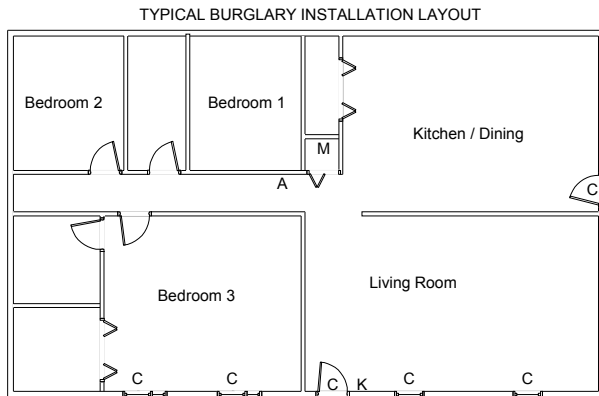 TYPICAL BURGLARY INSTALLATION LAYOUT
Bedroom 2
Bedroom 1
Kitchen / Dining
M
A
C
Bedroom 3
Living Room
C
C
C
K
C
C